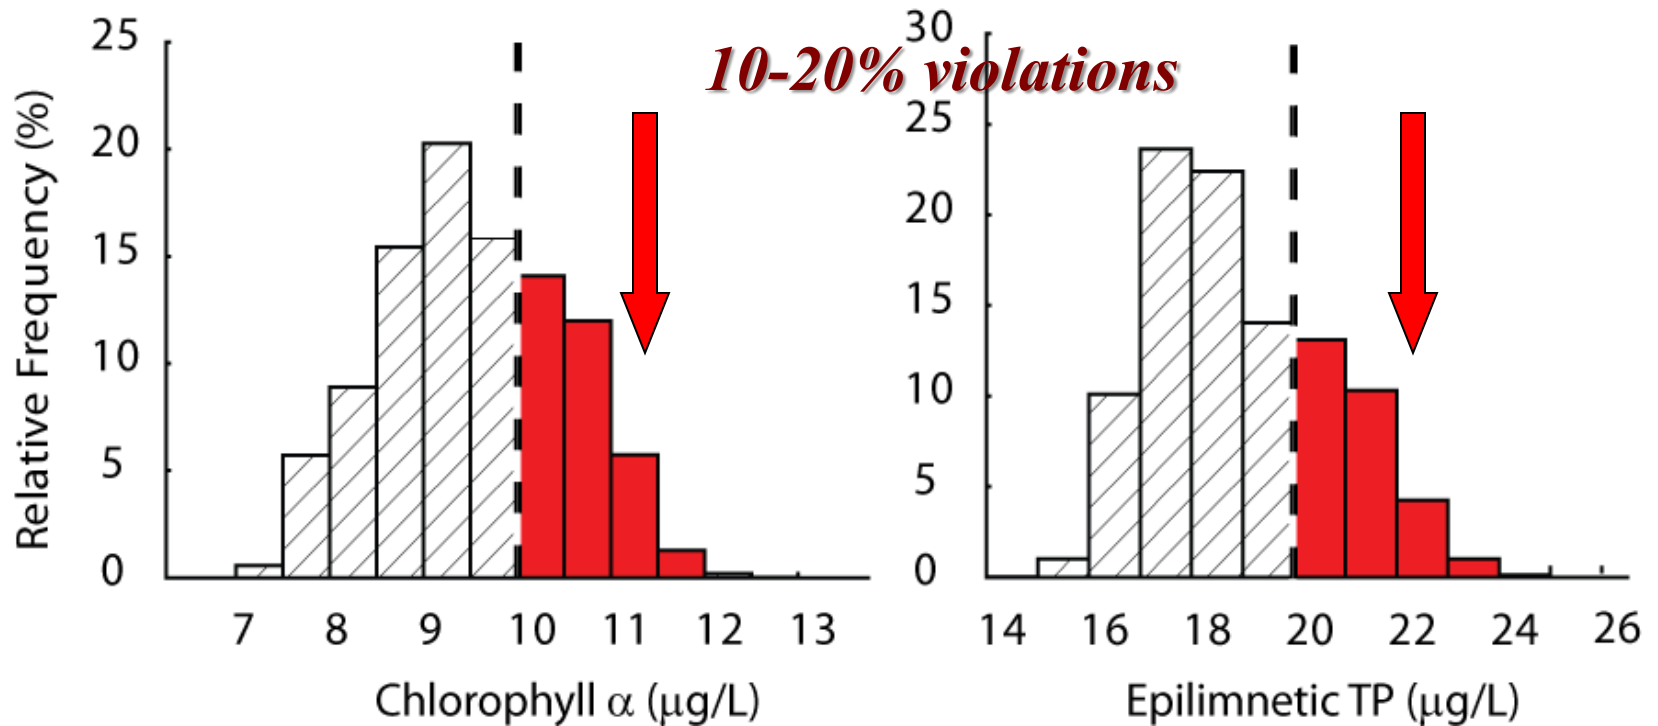 10-20% violations
Relative Frequency (%)
25
20
15
10
5
0
7 8 9 10 11 12 13
Chlorophyll α (μg/L)
30
25
20
15
10
5
0
14 16 18 20 22 24 26
Epilimnetic TP (μg/L)